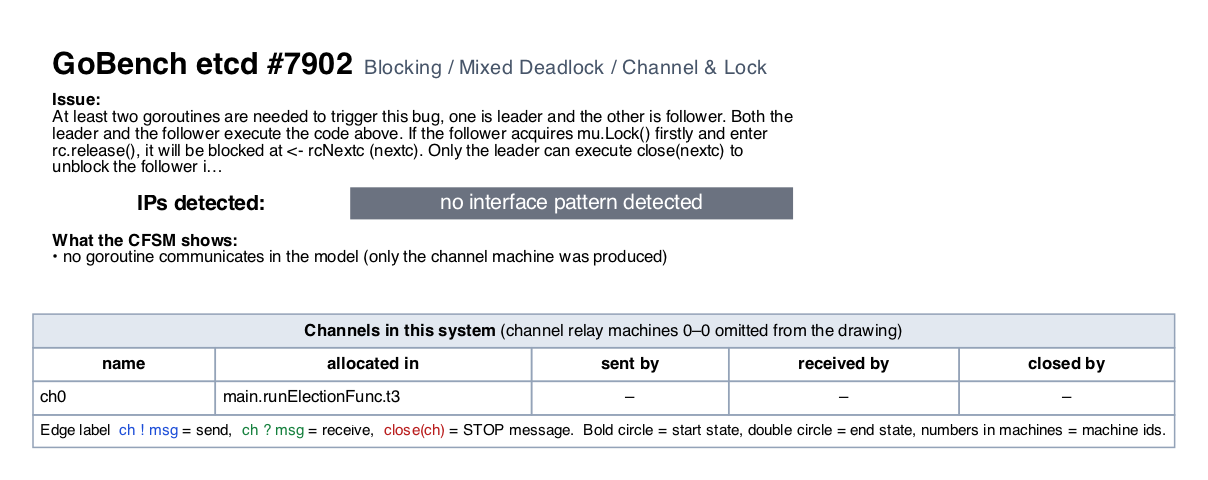 GoBench etcd #7902 Blocking / Mixed Deadlock / Channel & Lock
Issue:
At least two goroutines are needed to trigger this bug, one is leader and the other is follower. Both the
leader and the follower execute the code above. If the follower acquires mu.Lock() firstly and enter
rc.release(), it will be blocked at <- rcNextc (nextc). Only the leader can execute close(nextc) to
unblock the follower i…
IPs detected: no interface pattern detected
What the CFSM shows:
• no goroutine communicates in the model (only the channel machine was produced)
Channels in this system (channel relay machines 0–0 omitted from the drawing)
name allocated in sent by received by closed by
ch0 main.runElectionFunc.t3 – – –
Edge label ch ! msg = send, ch ? msg = receive, close(ch) = STOP message. Bold circle = start state, double circle = end state, numbers in machines = machine ids.